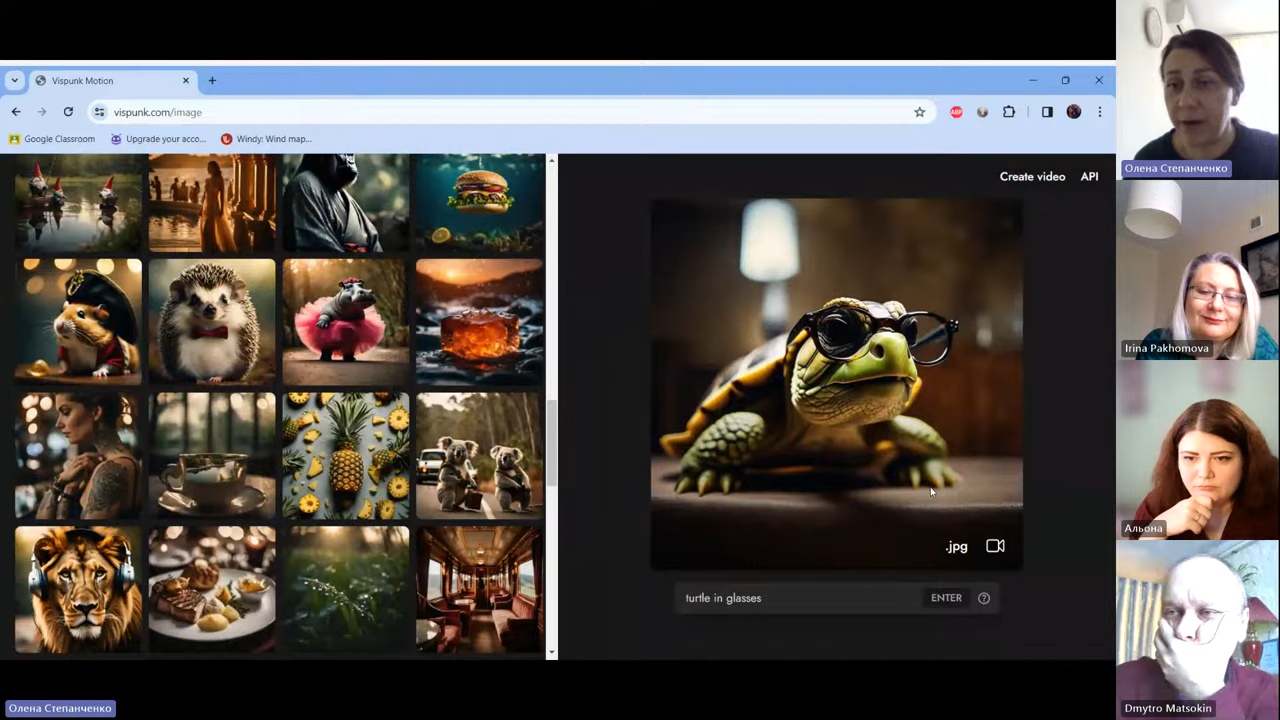 Vispunk Motion
vispunk.com/image
ABP
Google Classroom
Upgrade your acco...
Windy: Wind map...
Create video
API
.jpg
turtle in glasses
ENTER
Олена Степанченко
Irina Pakhomova
Альона
Dmytro Matsokin
Олена Степанченко